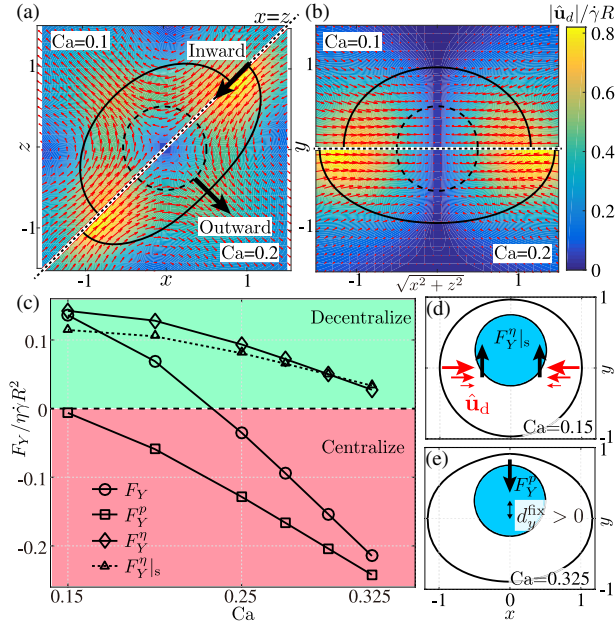 (a)
Ca=0.1
x=z
Inward
Outward
Ca=0.2
z
1
0
-1
-1
x
1
(b)
Ca=0.1
Ca=0.2
y
1
-1
-1
√x² + z²
1
|û_d|/γ̇R
0.8
0.6
0.4
0.2
0
(c)
Decentralize
Centralize
F_Y/ηγ̇R²
0.1
0
-0.1
-0.2
F_Y
F_Y^p
F_Y^η
F_Y^η|_s
0.15
0.25
0.325
Ca
(d)
F_Y^η|_s
û_d
Ca=0.15
1
0
y
-1
(e)
F_Y^p
d_y^fix > 0
Ca=0.325
1
y
-1
-1
0
1
x